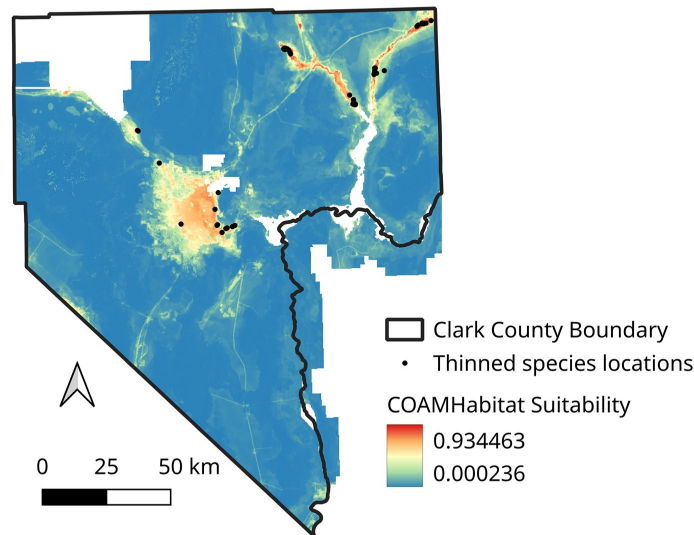 Clark County Boundary
Thinned species locations
COAMHabitat Suitability
0.934463
0.000236
0 25 50 km